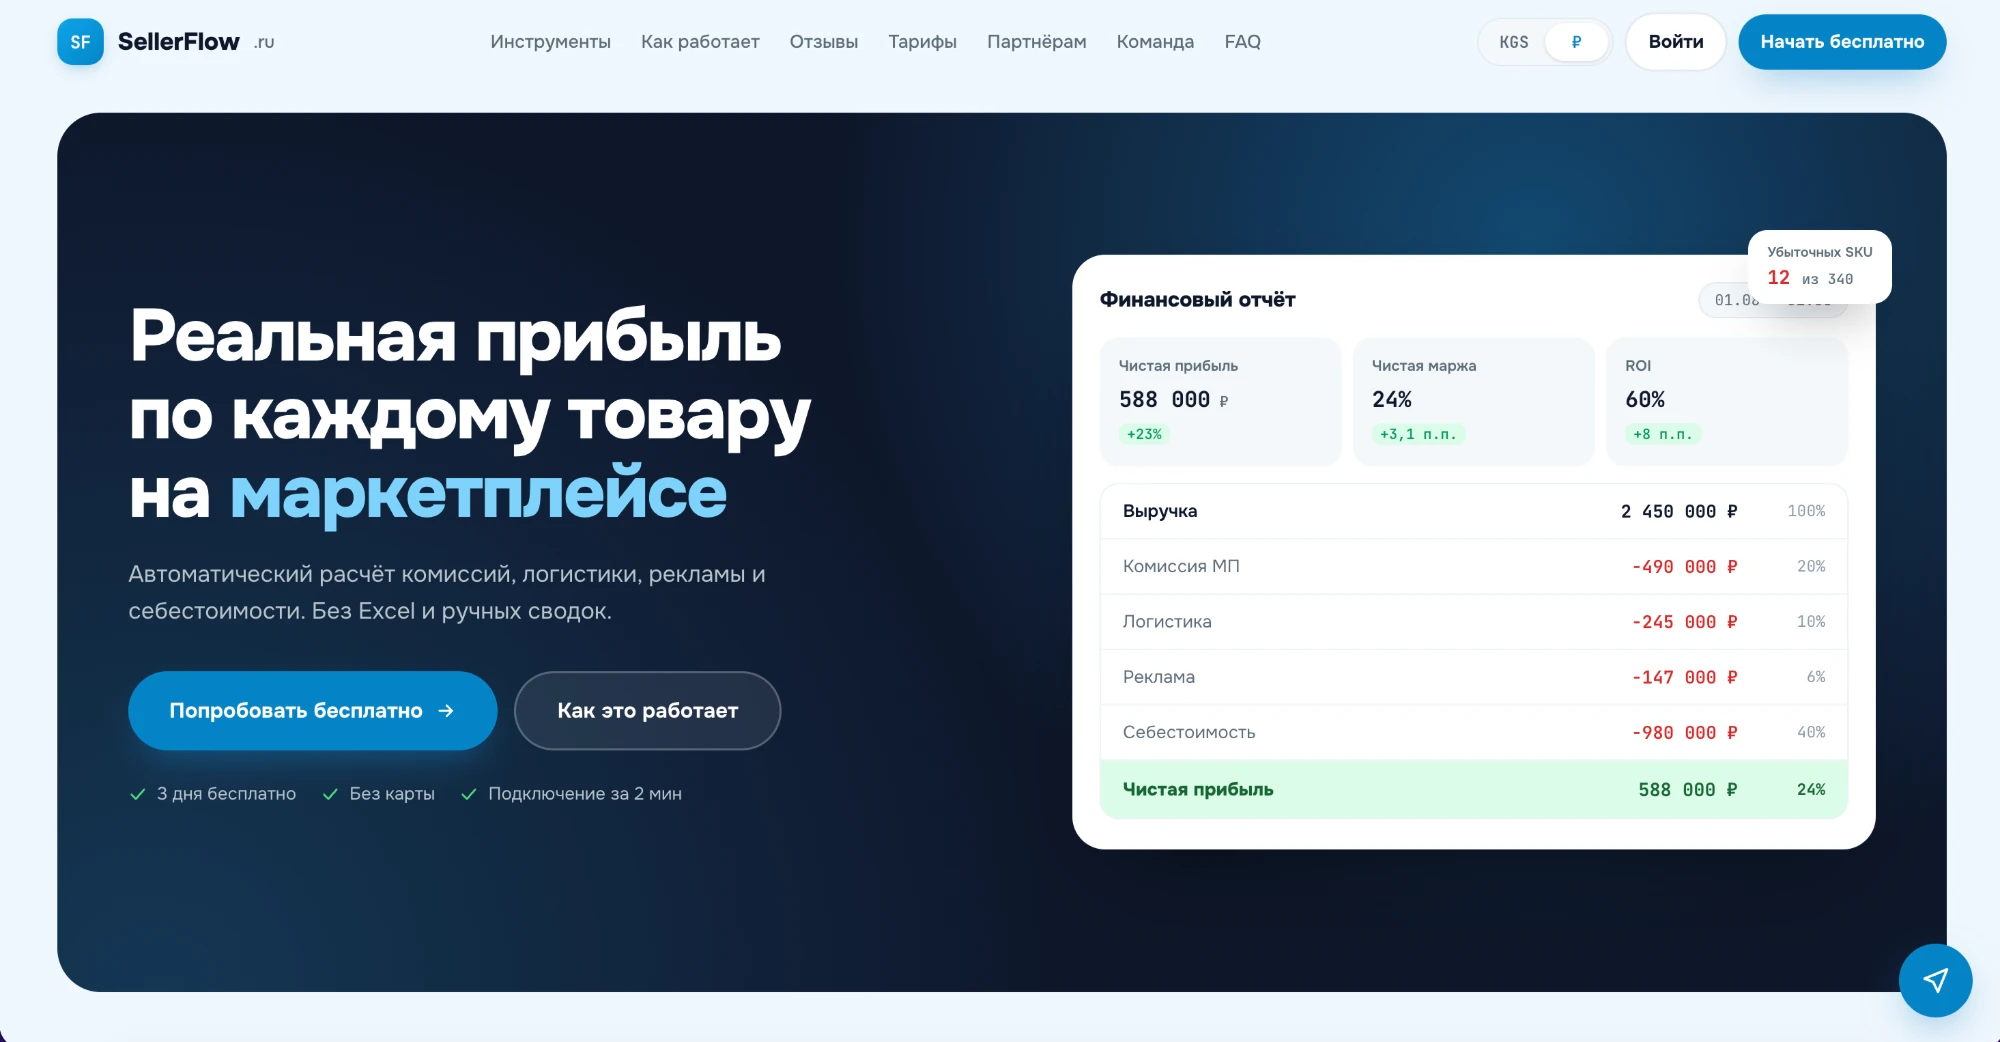 SF SellerFlow .ru
Инструменты Как работает Отзывы Тарифы Партнёрам Команда FAQ
KGS ₽ Войти Начать бесплатно
Реальная прибыль
по каждому товару
на маркетплейсе
Автоматический расчёт комиссий, логистики, рекламы и
себестоимости. Без Excel и ручных сводок.
Попробовать бесплатно →
Как это работает
3 дня бесплатно
Без карты
Подключение за 2 мин
Убыточных SKU
12 из 340
Финансовый отчёт
Чистая прибыль
588 000 ₽
+23%
Чистая маржа
24%
+3,1 п.п.
ROI
60%
+8 п.п.
Выручка 2 450 000 ₽ 100%
Комиссия МП -490 000 ₽ 20%
Логистика -245 000 ₽ 10%
Реклама -147 000 ₽ 6%
Себестоимость -980 000 ₽ 40%
Чистая прибыль 588 000 ₽ 24%